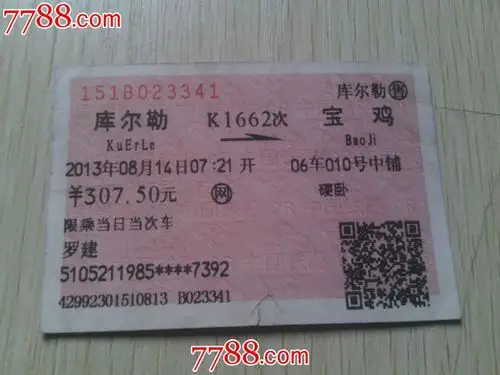 7788.com
151B023341
库尔勒售
库尔勒 K1662次 宝鸡
KuErLe BaoJi
2013年08月14日07:21开 06车010号中铺
¥307.50元 网 硬卧
限乘当日当次车
罗建
5105211985****7392
42992301510813 B023341
7788.com